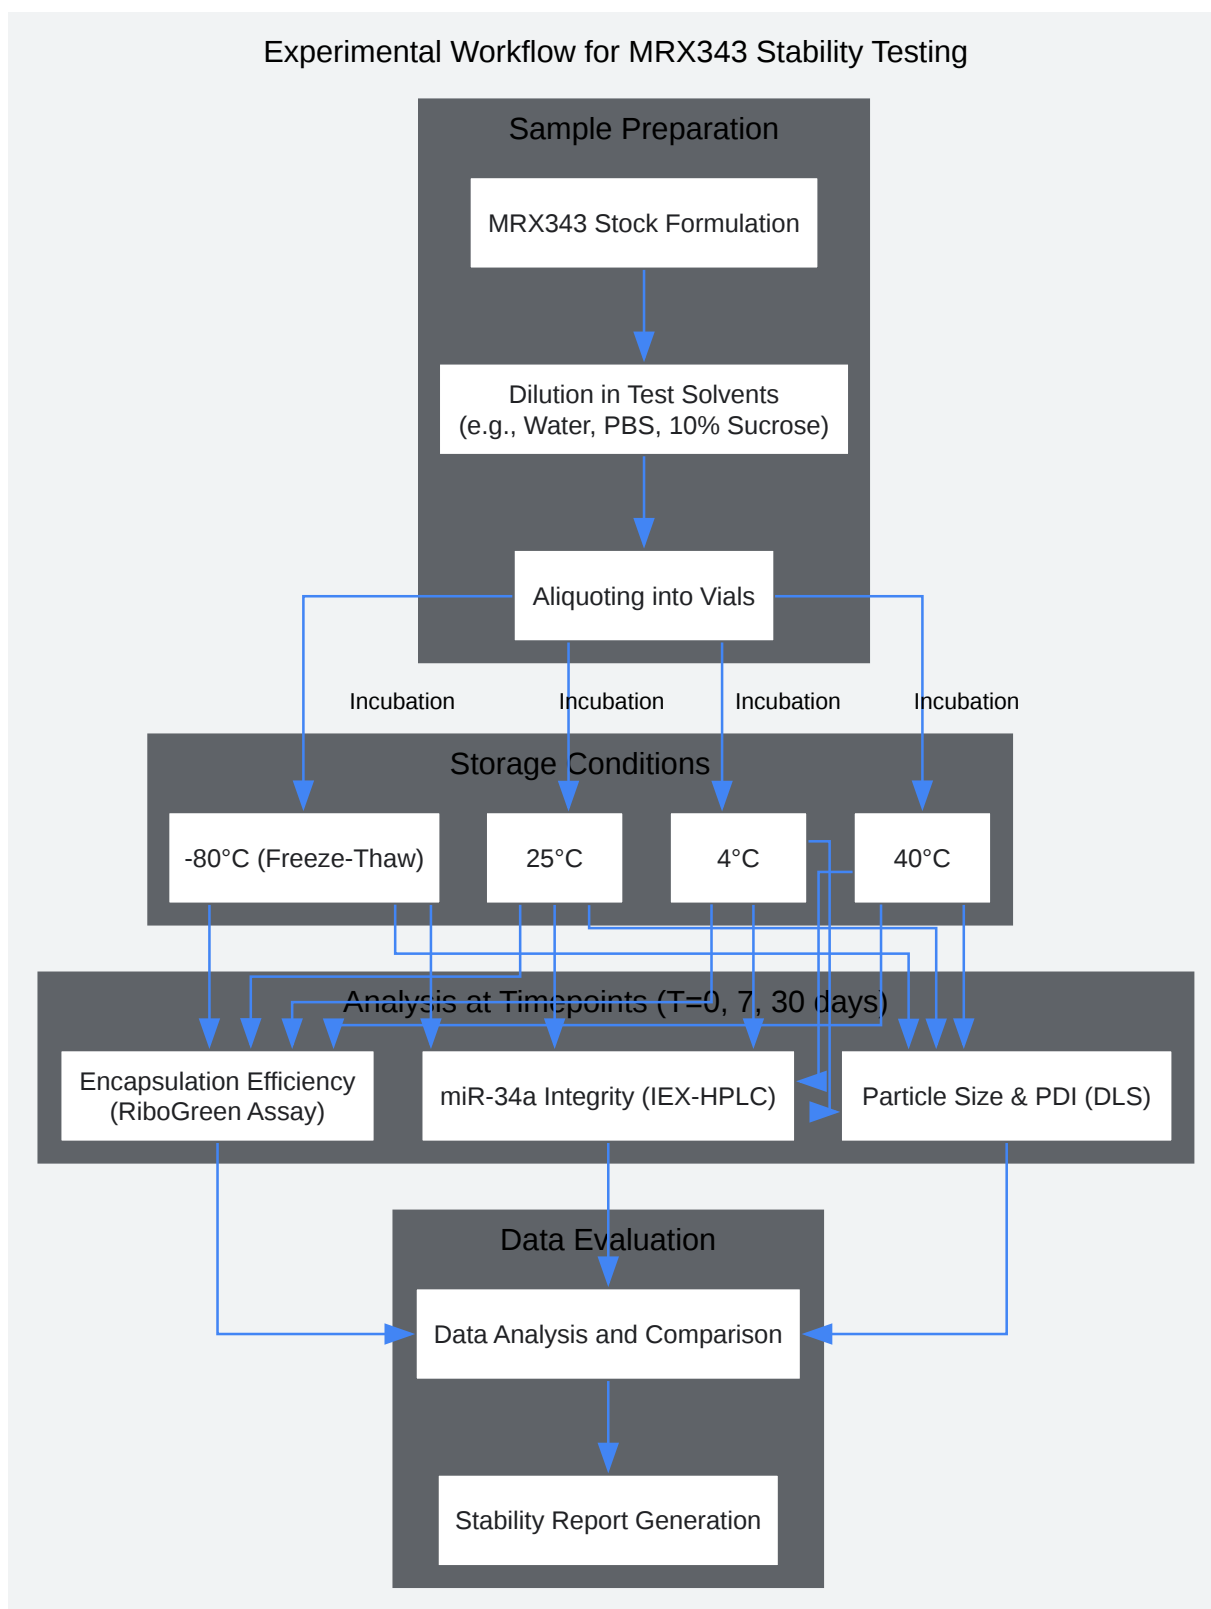 Experimental Workflow for MRX343 Stability Testing
Sample Preparation
MRX343 Stock Formulation
Dilution in Test Solvents
(e.g., Water, PBS, 10% Sucrose)
Aliquoting into Vials
Incubation
Incubation
Incubation
Incubation
Storage Conditions
-80°C (Freeze-Thaw)
25°C
4°C
40°C
Analysis at Timepoints (T=0, 7, 30 days)
Encapsulation Efficiency
(RiboGreen Assay)
miR-34a Integrity (IEX-HPLC)
Particle Size & PDI (DLS)
Data Evaluation
Data Analysis and Comparison
Stability Report Generation